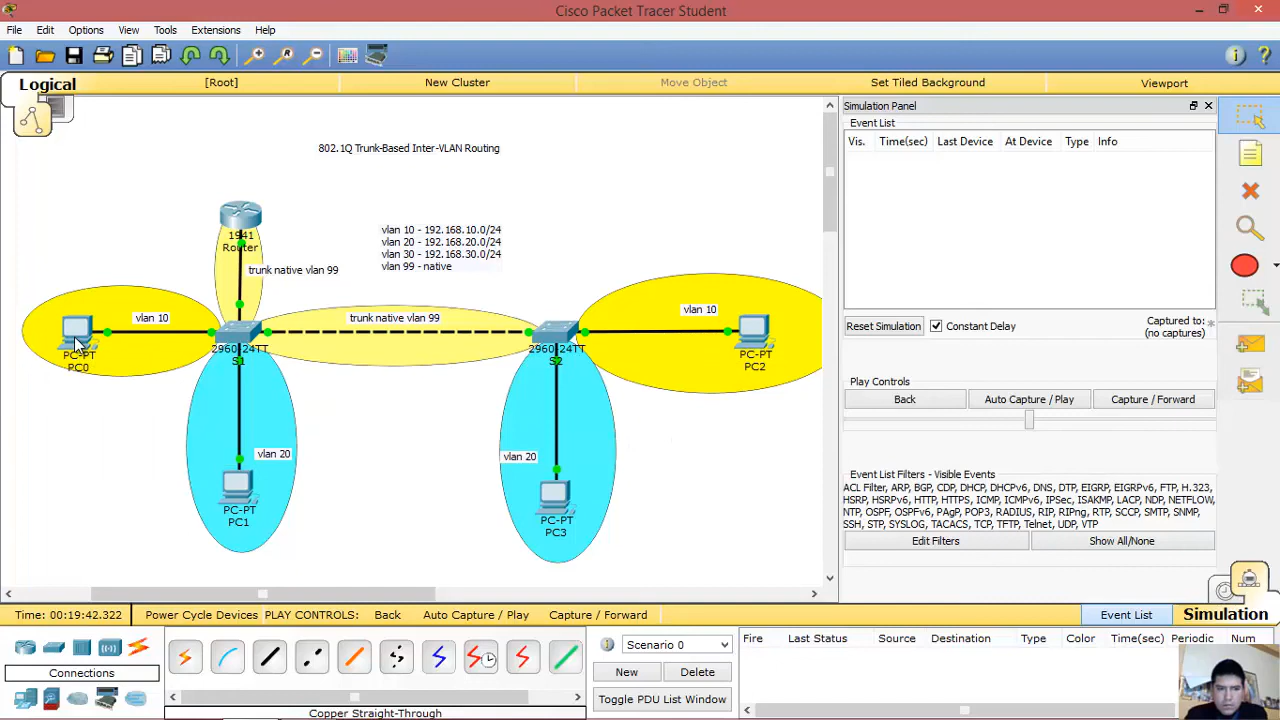 Cisco Packet Tracer Student
File Edit Options View Tools Extensions Help
Logical
[Root]
New Cluster
Move Object
Set Tiled Background
Viewport
802.1Q Trunk-Based Inter-VLAN Routing
1941
Router
vlan 10 - 192.168.10.0/24
vlan 20 - 192.168.20.0/24
vlan 30 - 192.168.30.0/24
vlan 99 - native
trunk native vlan 99
vlan 10
trunk native vlan 99
vlan 10
PC-PT
PC0
2960-24TT
S1
2960-24TT
S2
PC-PT
PC2
vlan 20
vlan 20
PC-PT
PC1
PC-PT
PC3
Simulation Panel
Event List
Vis. Time(sec) Last Device At Device Type Info
Reset Simulation
Constant Delay
Captured to:
(no captures)
*
Play Controls
Back
Auto Capture / Play
Capture / Forward
Event List Filters - Visible Events
ACL Filter, ARP, BGP, CDP, DHCP, DHCPv6, DNS, DTP, EIGRP, EIGRPv6, FTP, H.323,
HSRP, HSRPv6, HTTP, HTTPS, ICMP, ICMPv6, IPSec, ISAKMP, LACP, NDP, NETFLOW,
NTP, OSPF, OSPFv6, PAgP, POP3, RADIUS, RIP, RIPng, RTP, SCCP, SMTP, SNMP,
SSH, STP, SYSLOG, TACACS, TCP, TFTP, Telnet, UDP, VTP
Edit Filters
Show All/None
Time: 00:19:42.322
Power Cycle Devices
PLAY CONTROLS:
Back
Auto Capture / Play
Capture / Forward
Event List
Simulation
Connections
Copper Straight-Through
Scenario 0
New
Delete
Toggle PDU List Window
Fire Last Status Source Destination Type Color Time(sec) Periodic Num